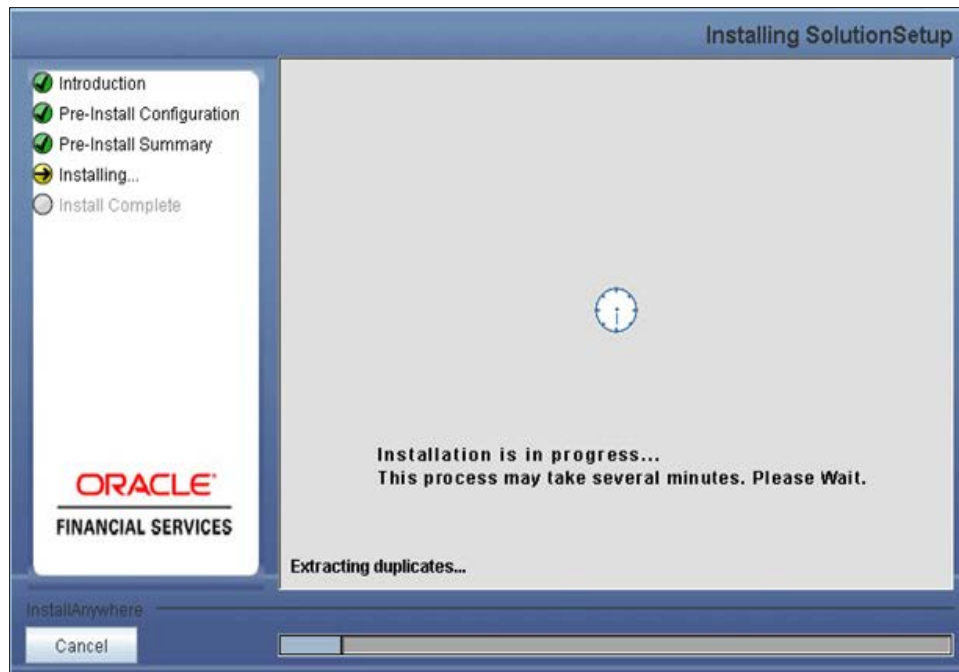 Installing SolutionSetup
Introduction
Pre-Install Configuration
Pre-Install Summary
Installing...
Install Complete
ORACLE
FINANCIAL SERVICES
Installation is in progress...
This process may take several minutes. Please Wait.
Extracting duplicates...
InstallAnywhere
Cancel